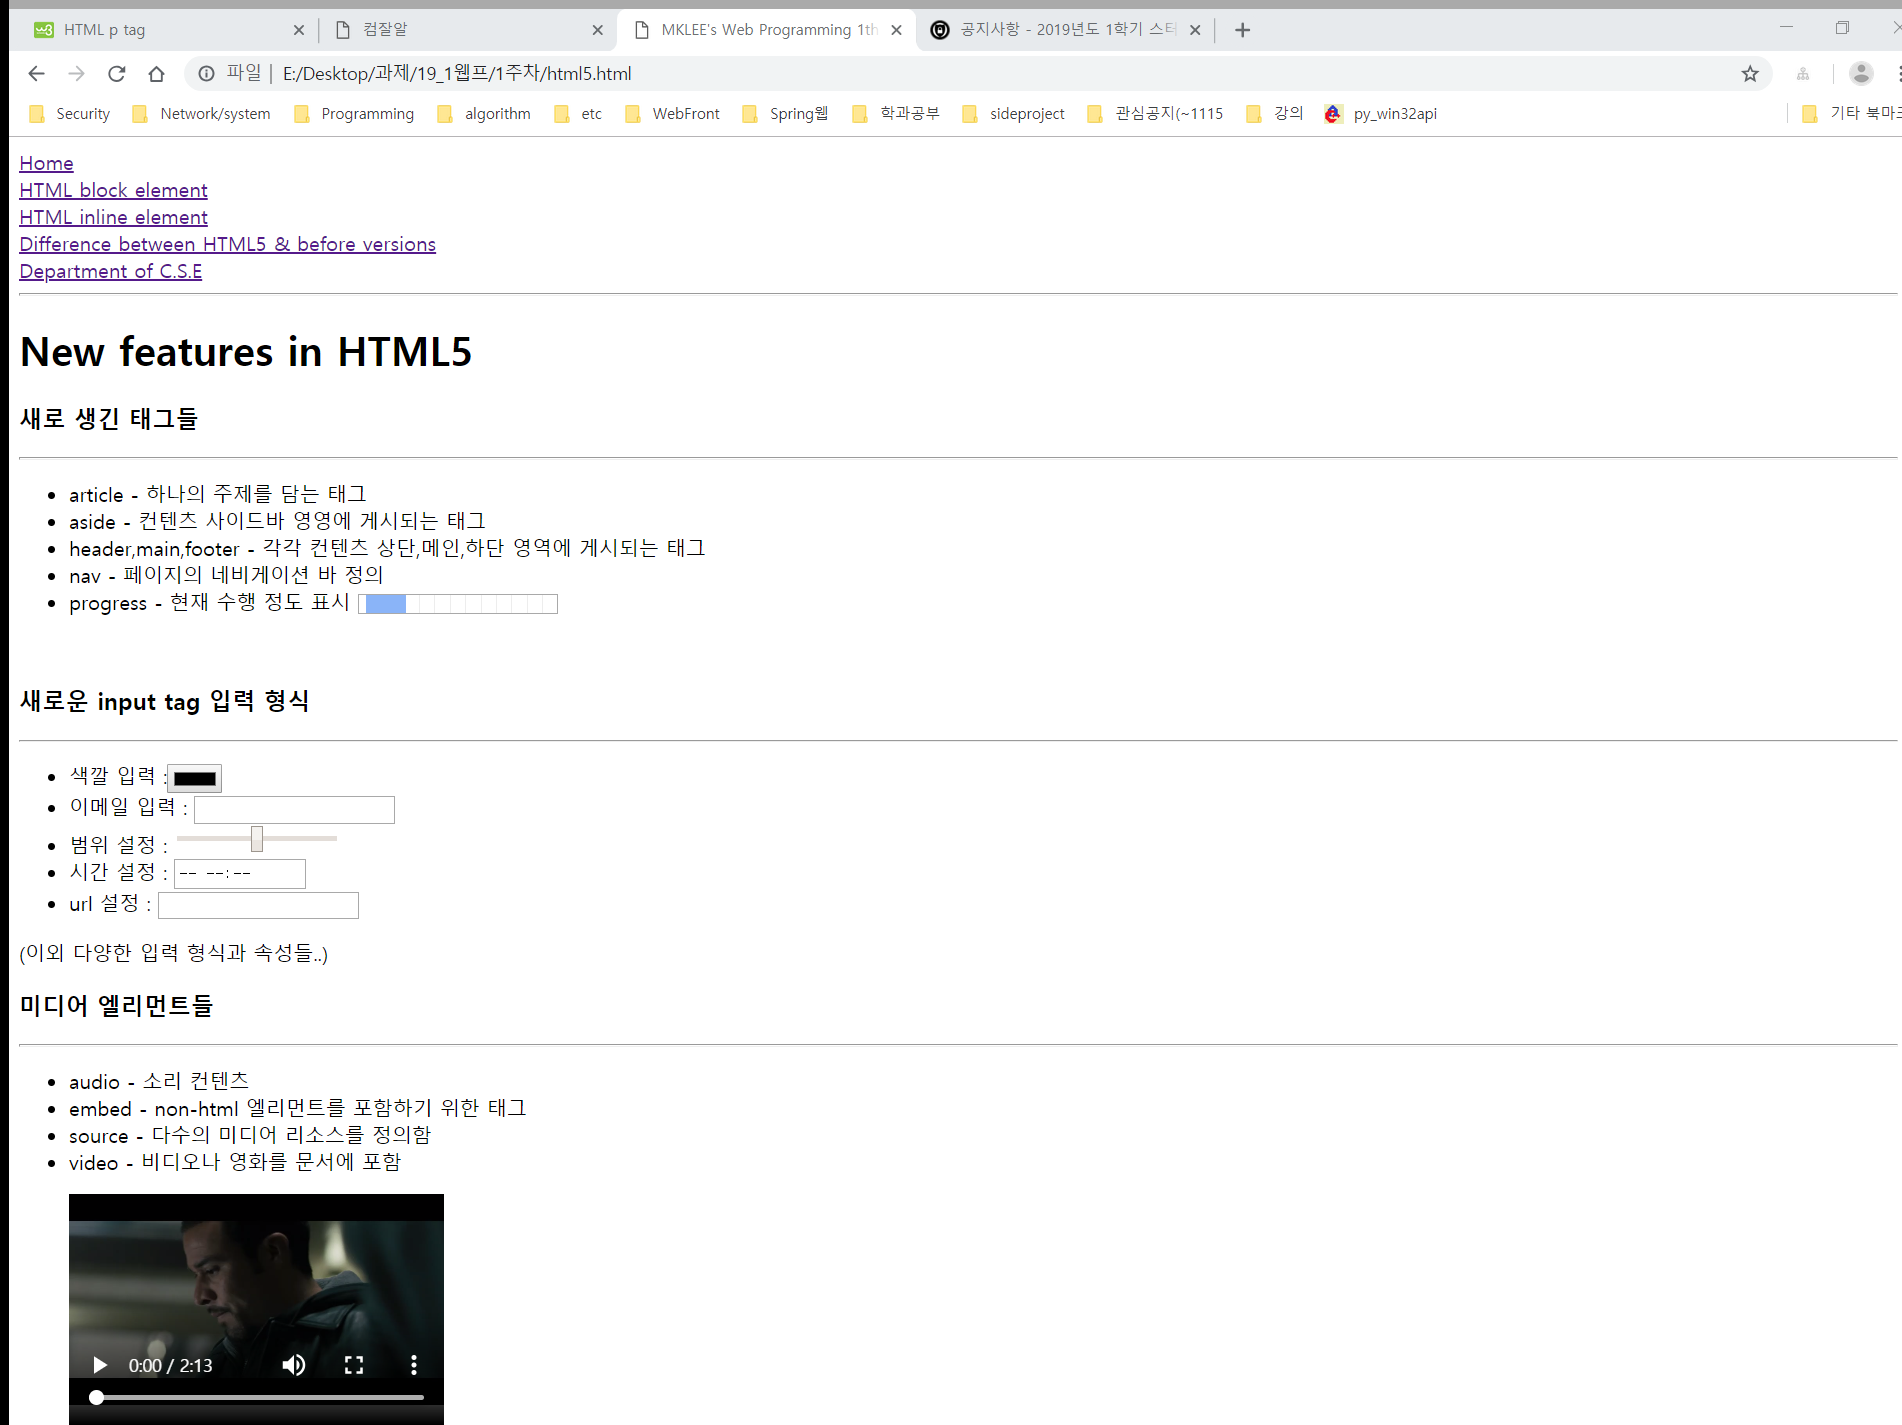 HTML p tag
컴잘알
MKLEE's Web Programming 1th
공지사항 - 2019년도 1학기 스터
파일 | E:/Desktop/과제/19_1웹프/1주차/html5.html
Security Network/system Programming algorithm etc WebFront Spring웹 학과공부 sideproject 관심공지(~1115 강의 py_win32api 기타 북마크
Home
HTML block element
HTML inline element
Difference between HTML5 & before versions
Department of C.S.E
New features in HTML5
새로 생긴 태그들
article - 하나의 주제를 담는 태그
aside - 컨텐츠 사이드바 영영에 게시되는 태그
header,main,footer - 각각 컨텐츠 상단,메인,하단 영역에 게시되는 태그
nav - 페이지의 네비게이션 바 정의
progress - 현재 수행 정도 표시
새로운 input tag 입력 형식
색깔 입력 :
이메일 입력 :
범위 설정 :
시간 설정 : -- --:--
url 설정 :
(이외 다양한 입력 형식과 속성들..)
미디어 엘리먼트들
audio - 소리 컨텐츠
embed - non-html 엘리먼트를 포함하기 위한 태그
source - 다수의 미디어 리소스를 정의함
video - 비디오나 영화를 문서에 포함
0:00 / 2:13